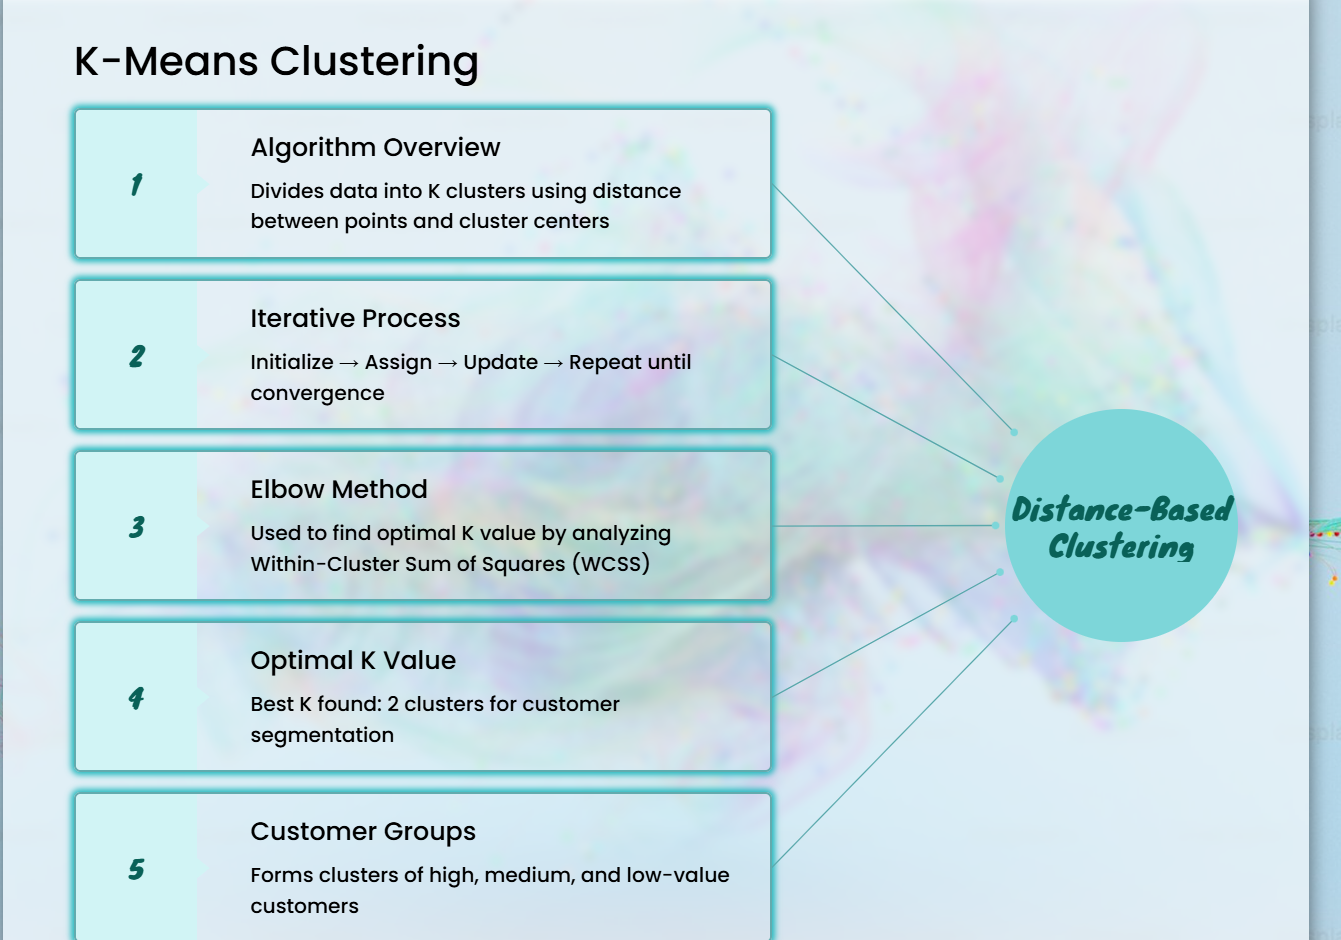 K-Means Clustering
1
Algorithm Overview
Divides data into K clusters using distance
between points and cluster centers
2
Iterative Process
Initialize → Assign → Update → Repeat until
convergence
3
Elbow Method
Used to find optimal K value by analyzing
Within-Cluster Sum of Squares (WCSS)
4
Optimal K Value
Best K found: 2 clusters for customer
segmentation
5
Customer Groups
Forms clusters of high, medium, and low-value
customers
Distance-Based
Clustering